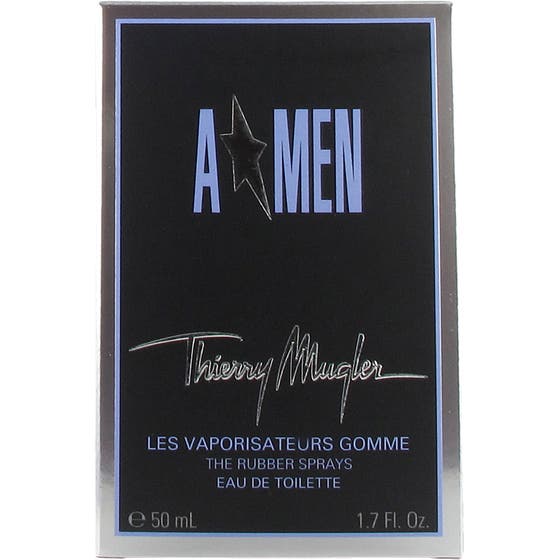 A★MEN
Thierry Mugler
LES VAPORISATEURS GOMME
THE RUBBER SPRAYS
EAU DE TOILETTE
℮ 50 mL 1.7 Fl. Oz.